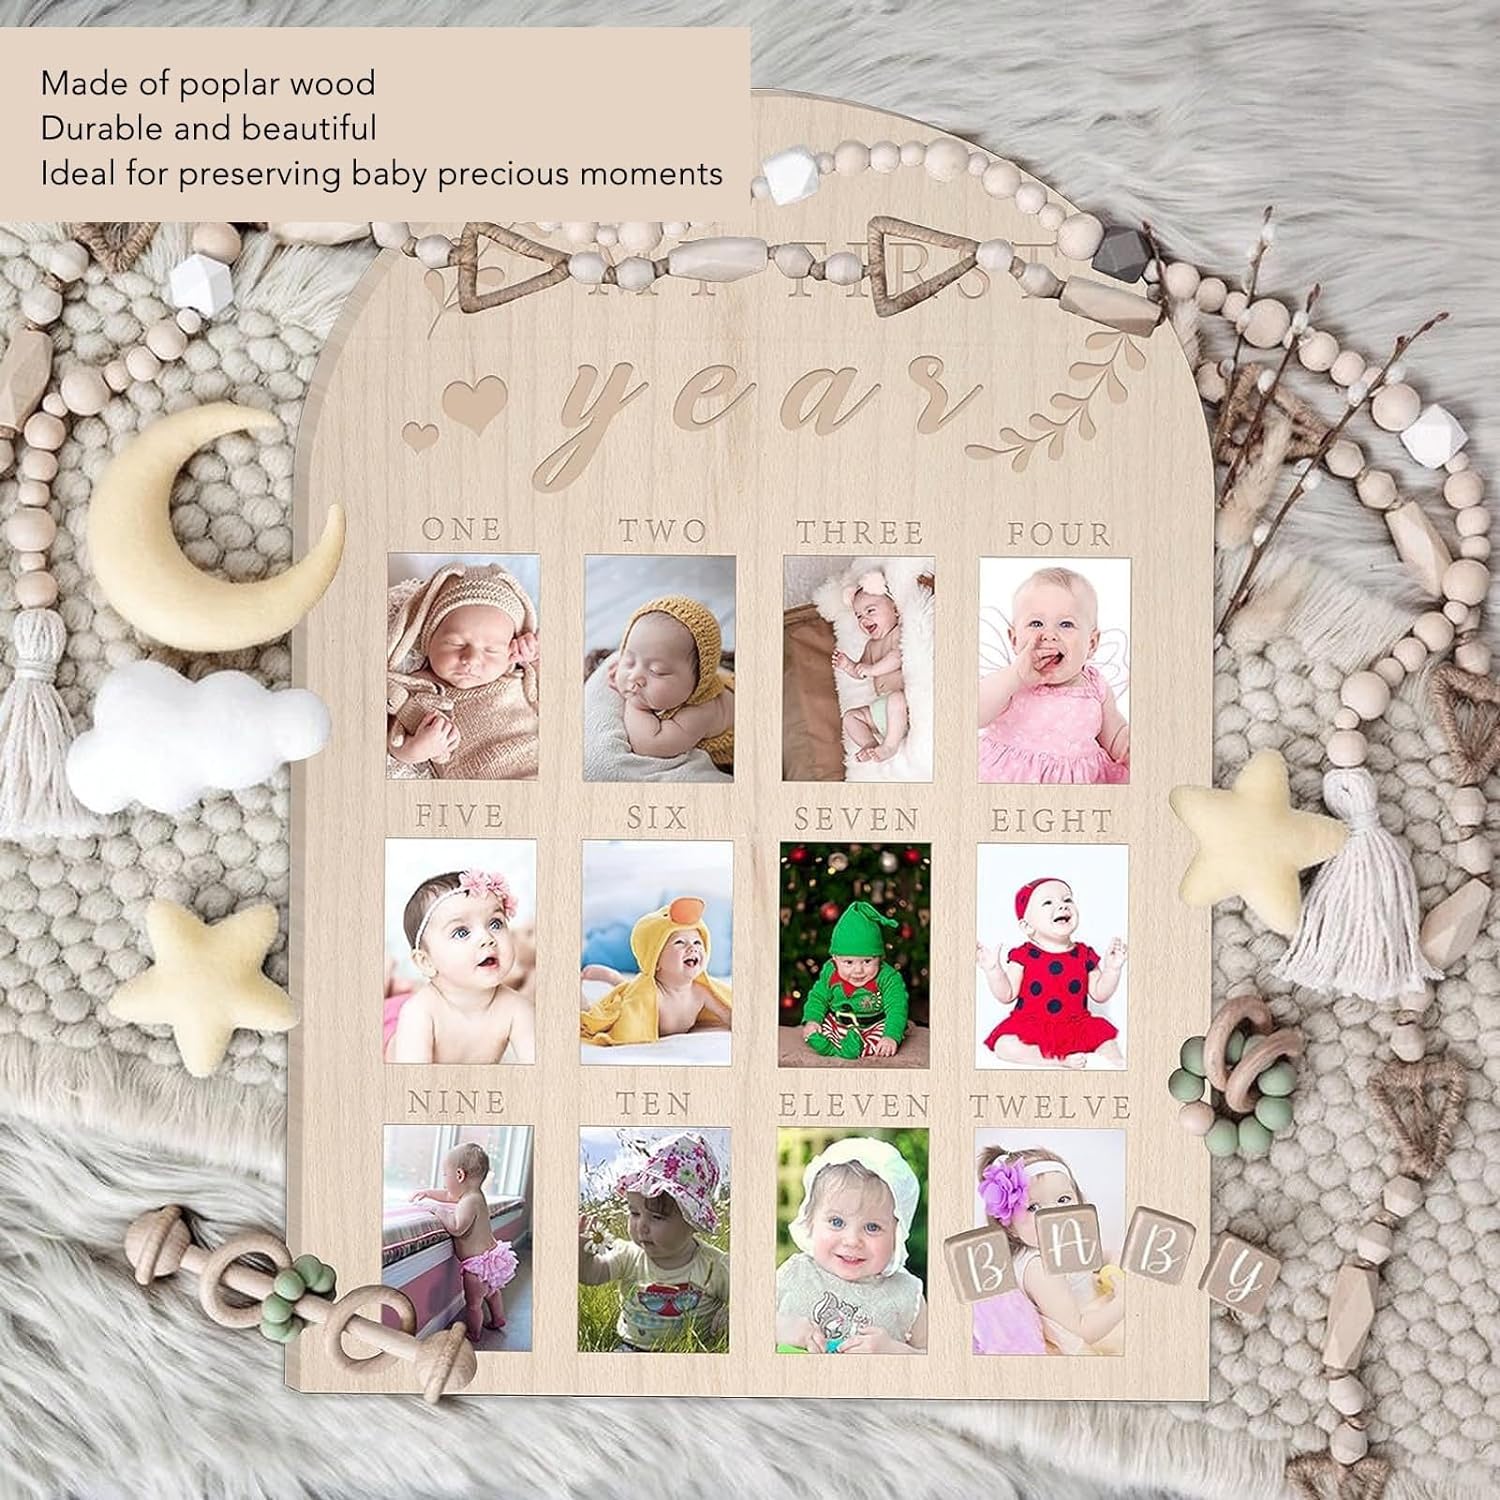 Made of poplar wood
Durable and beautiful
Ideal for preserving baby precious moments
MY FIRST
year
ONE TWO THREE FOUR
FIVE SIX SEVEN EIGHT
NINE TEN ELEVEN TWELVE
BABY